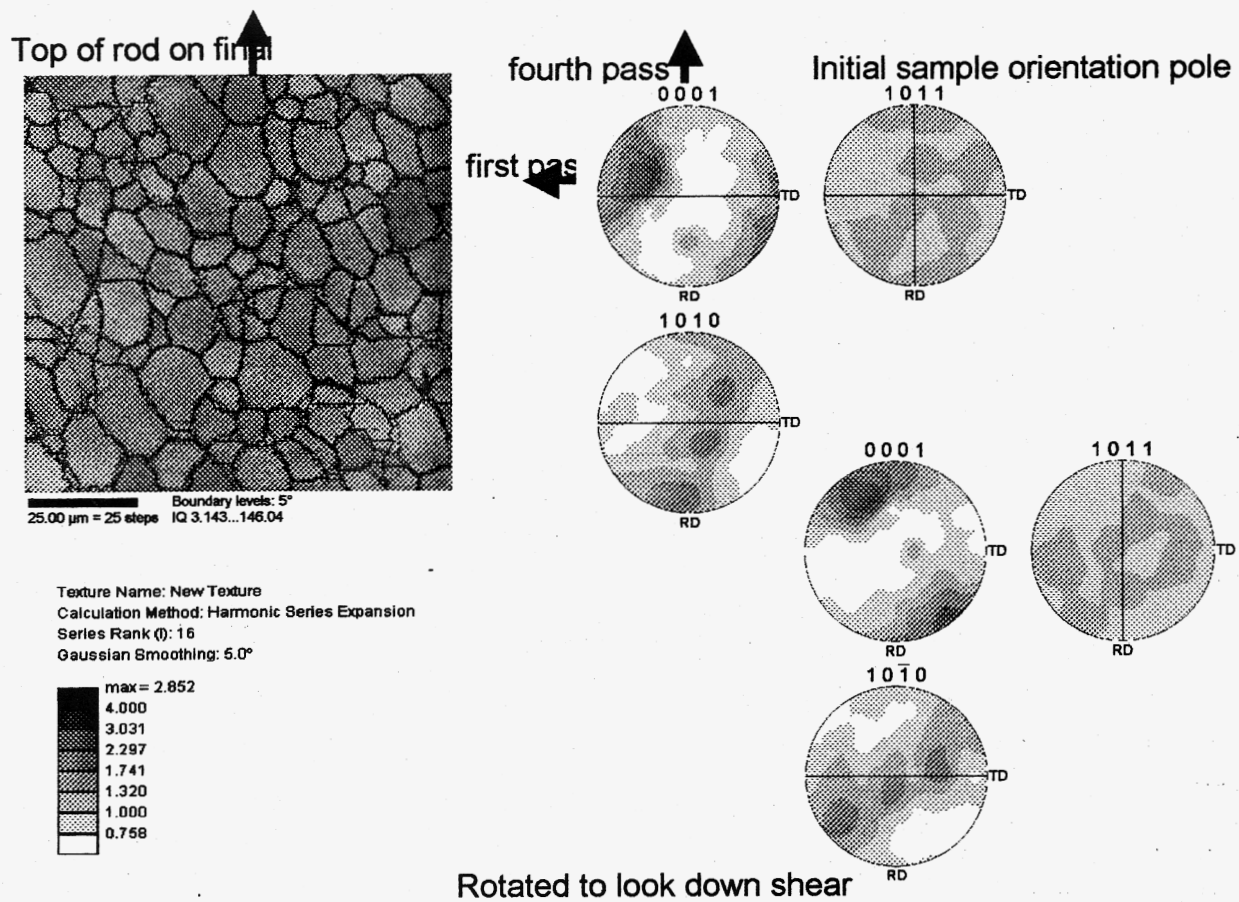 Top of rod on final
fourth pass
Initial sample orientation pole
first pas
0001
TD
RD
1011
TD
RD
1010
TD
RD
25.00 µm = 25 steps
Boundary levels: 5°
IQ 3.143...146.04
0001
TD
RD
1011
TD
RD
101̄0
TD
RD
Texture Name: New Texture
Calculation Method: Harmonic Series Expansion
Series Rank (l): 16
Gaussian Smoothing: 5.0°
max = 2.852
4.000
3.031
2.297
1.741
1.320
1.000
0.758
Rotated to look down shear